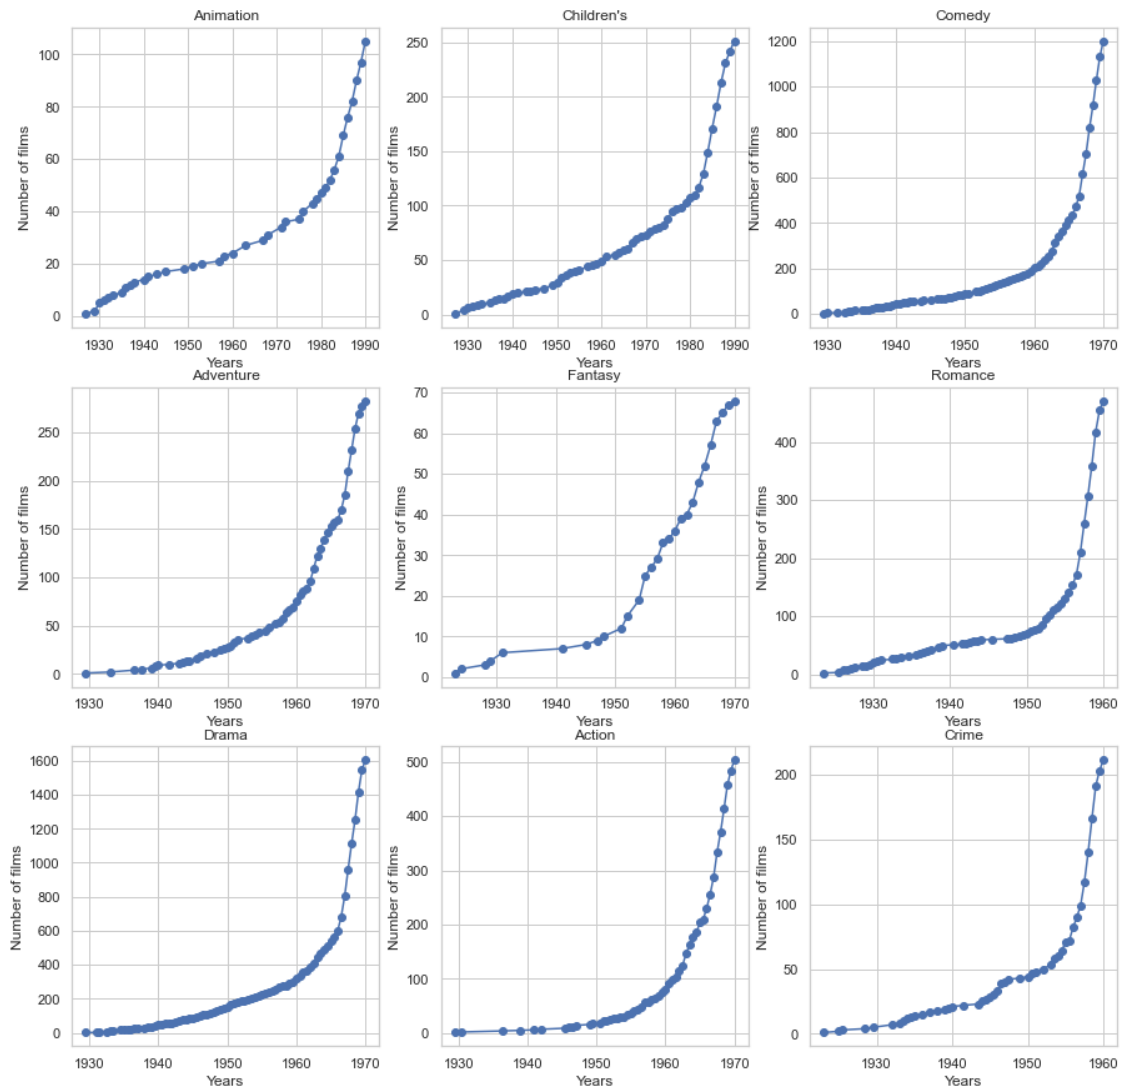 Animation
Number of films
100
80
60
40
20
0
1930 1940 1950 1960 1970 1980 1990
Years
Children's
Number of films
250
200
150
100
50
0
1930 1940 1950 1960 1970 1980 1990
Years
Comedy
Number of films
1200
1000
800
600
400
200
0
1930 1940 1950 1960 1970
Years
Adventure
Number of films
250
200
150
100
50
0
1930 1940 1950 1960 1970
Years
Fantasy
Number of films
70
60
50
40
30
20
10
0
1930 1940 1950 1960 1970
Years
Romance
Number of films
400
300
200
100
0
1930 1940 1950 1960
Years
Drama
Number of films
1600
1400
1200
1000
800
600
400
200
0
1930 1940 1950 1960 1970
Years
Action
Number of films
500
400
300
200
100
0
1930 1940 1950 1960 1970
Years
Crime
Number of films
200
150
100
50
0
1930 1940 1950 1960
Years